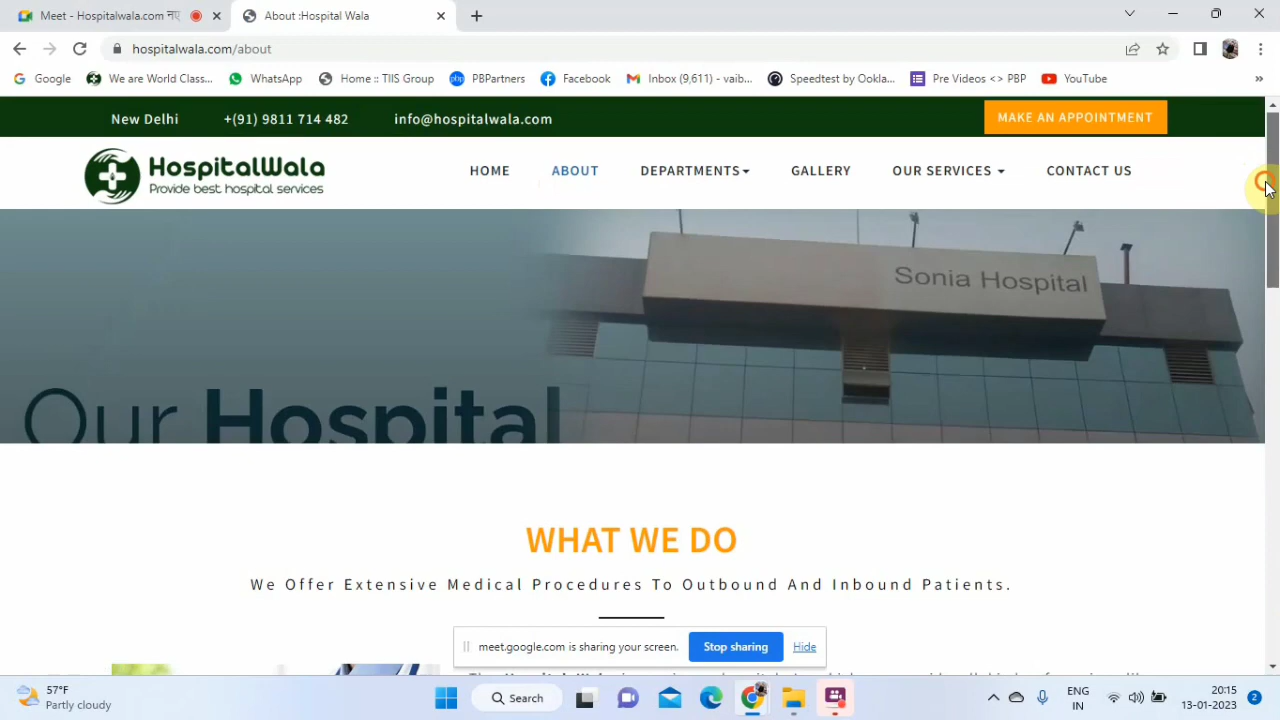 Meet - Hospitalwala.com नए
About :Hospital Wala
hospitalwala.com/about
Google
We are World Class...
WhatsApp
Home :: TIIS Group
PBPartners
Facebook
Inbox (9,611) - vaib...
Speedtest by Ookla...
Pre Videos <> PBP
YouTube
»
New Delhi
+(91) 9811 714 482
info@hospitalwala.com
MAKE AN APPOINTMENT
HospitalWala
Provide best hospital services
HOME
ABOUT
DEPARTMENTS
GALLERY
OUR SERVICES
CONTACT US
Sonia Hospital
Our Hospital
WHAT WE DO
We Offer Extensive Medical Procedures To Outbound And Inbound Patients.
meet.google.com is sharing your screen.
Stop sharing
Hide
57°F
Partly cloudy
Search
ENG
IN
20:15
13-01-2023
2